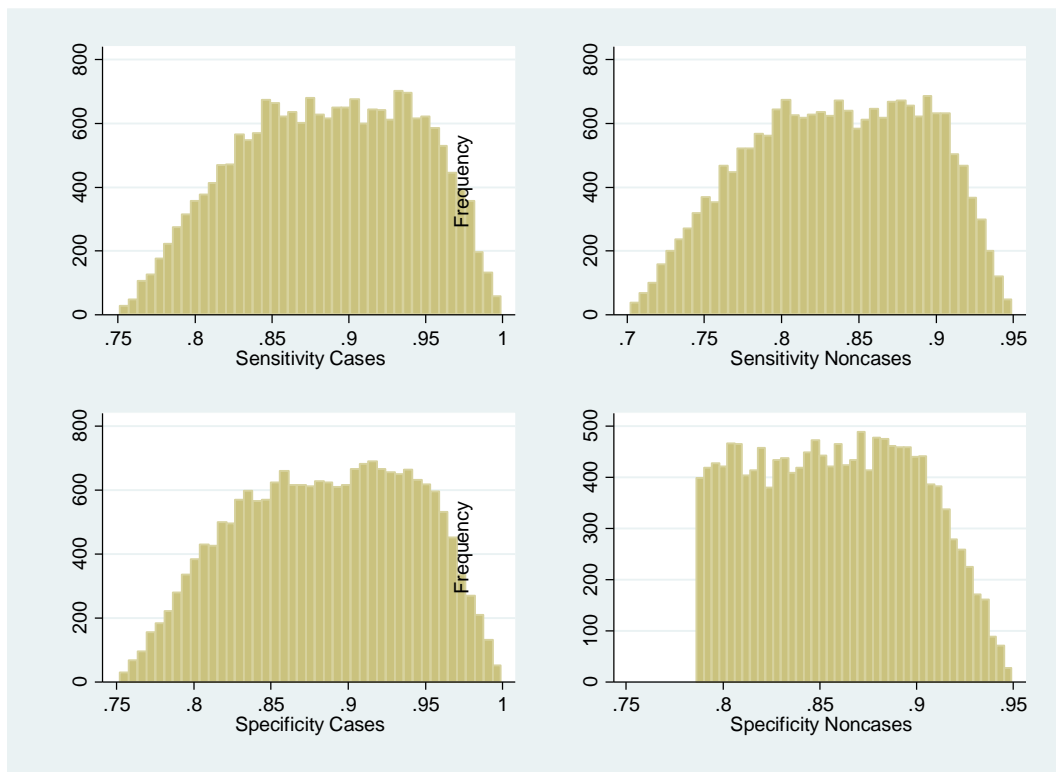 800
600
400
200
0
.75 .8 .85 .9 .95 1
Sensitivity Cases
Frequency
800
600
400
200
0
.7 .75 .8 .85 .9 .95
Sensitivity Noncases
800
600
400
200
0
.75 .8 .85 .9 .95 1
Specificity Cases
Frequency
500
400
300
200
100
0
.75 .8 .85 .9 .95
Specificity Noncases